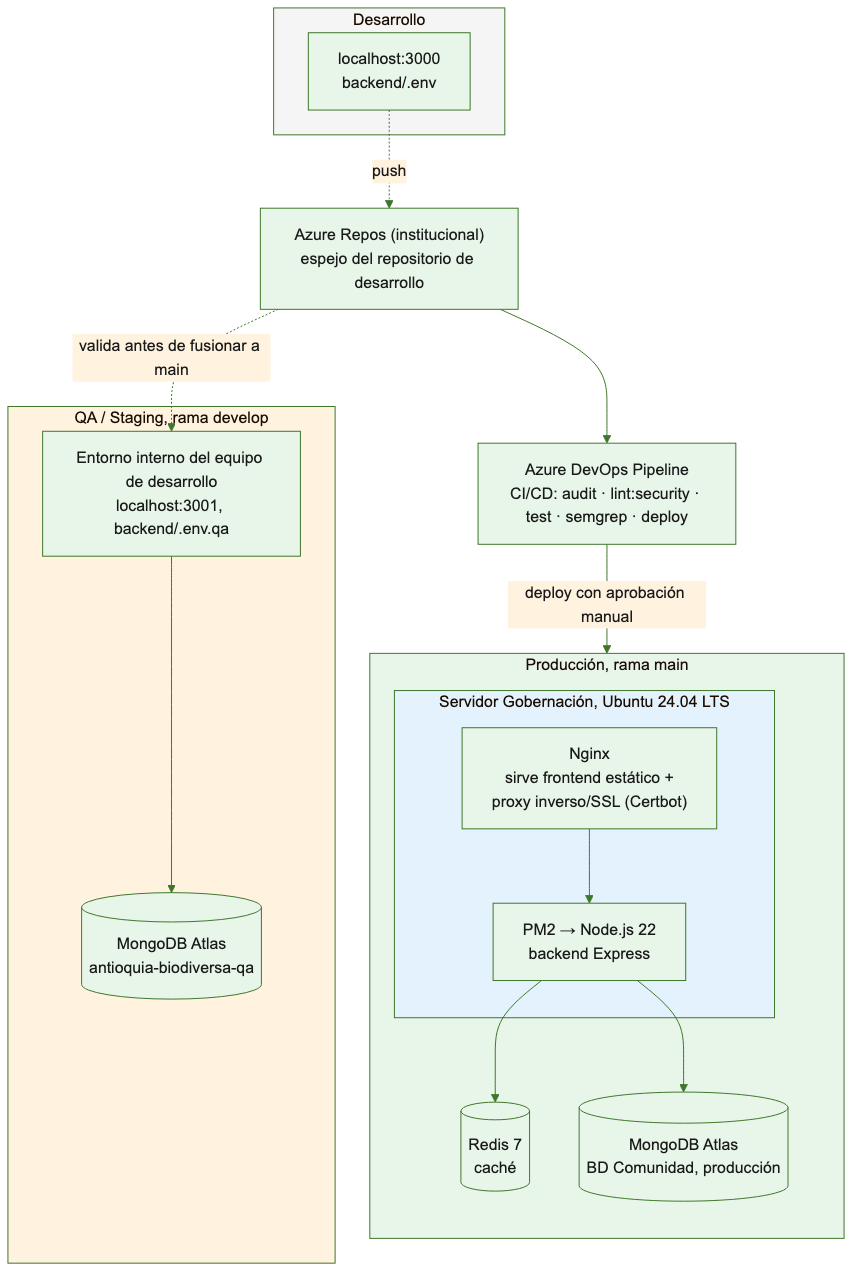 Desarrollo
localhost:3000
backend/.env
push
Azure Repos (institucional)
espejo del repositorio de
desarrollo
valida antes de fusionar a
main
QA / Staging, rama develop
Entorno interno del equipo
de desarrollo
localhost:3001,
backend/.env.qa
Azure DevOps Pipeline
CI/CD: audit · lint:security ·
test · semgrep · deploy
deploy con aprobación
manual
Producción, rama main
Servidor Gobernación, Ubuntu 24.04 LTS
Nginx
sirve frontend estático +
proxy inverso/SSL (Certbot)
PM2 → Node.js 22
backend Express
MongoDB Atlas
antioquia-biodiversa-qa
Redis 7
caché
MongoDB Atlas
BD Comunidad, producción